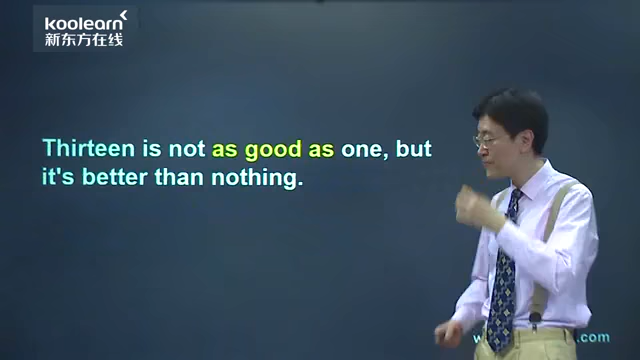 koolearn
新东方在线
Thirteen is not as good as one, but
it's better than nothing.